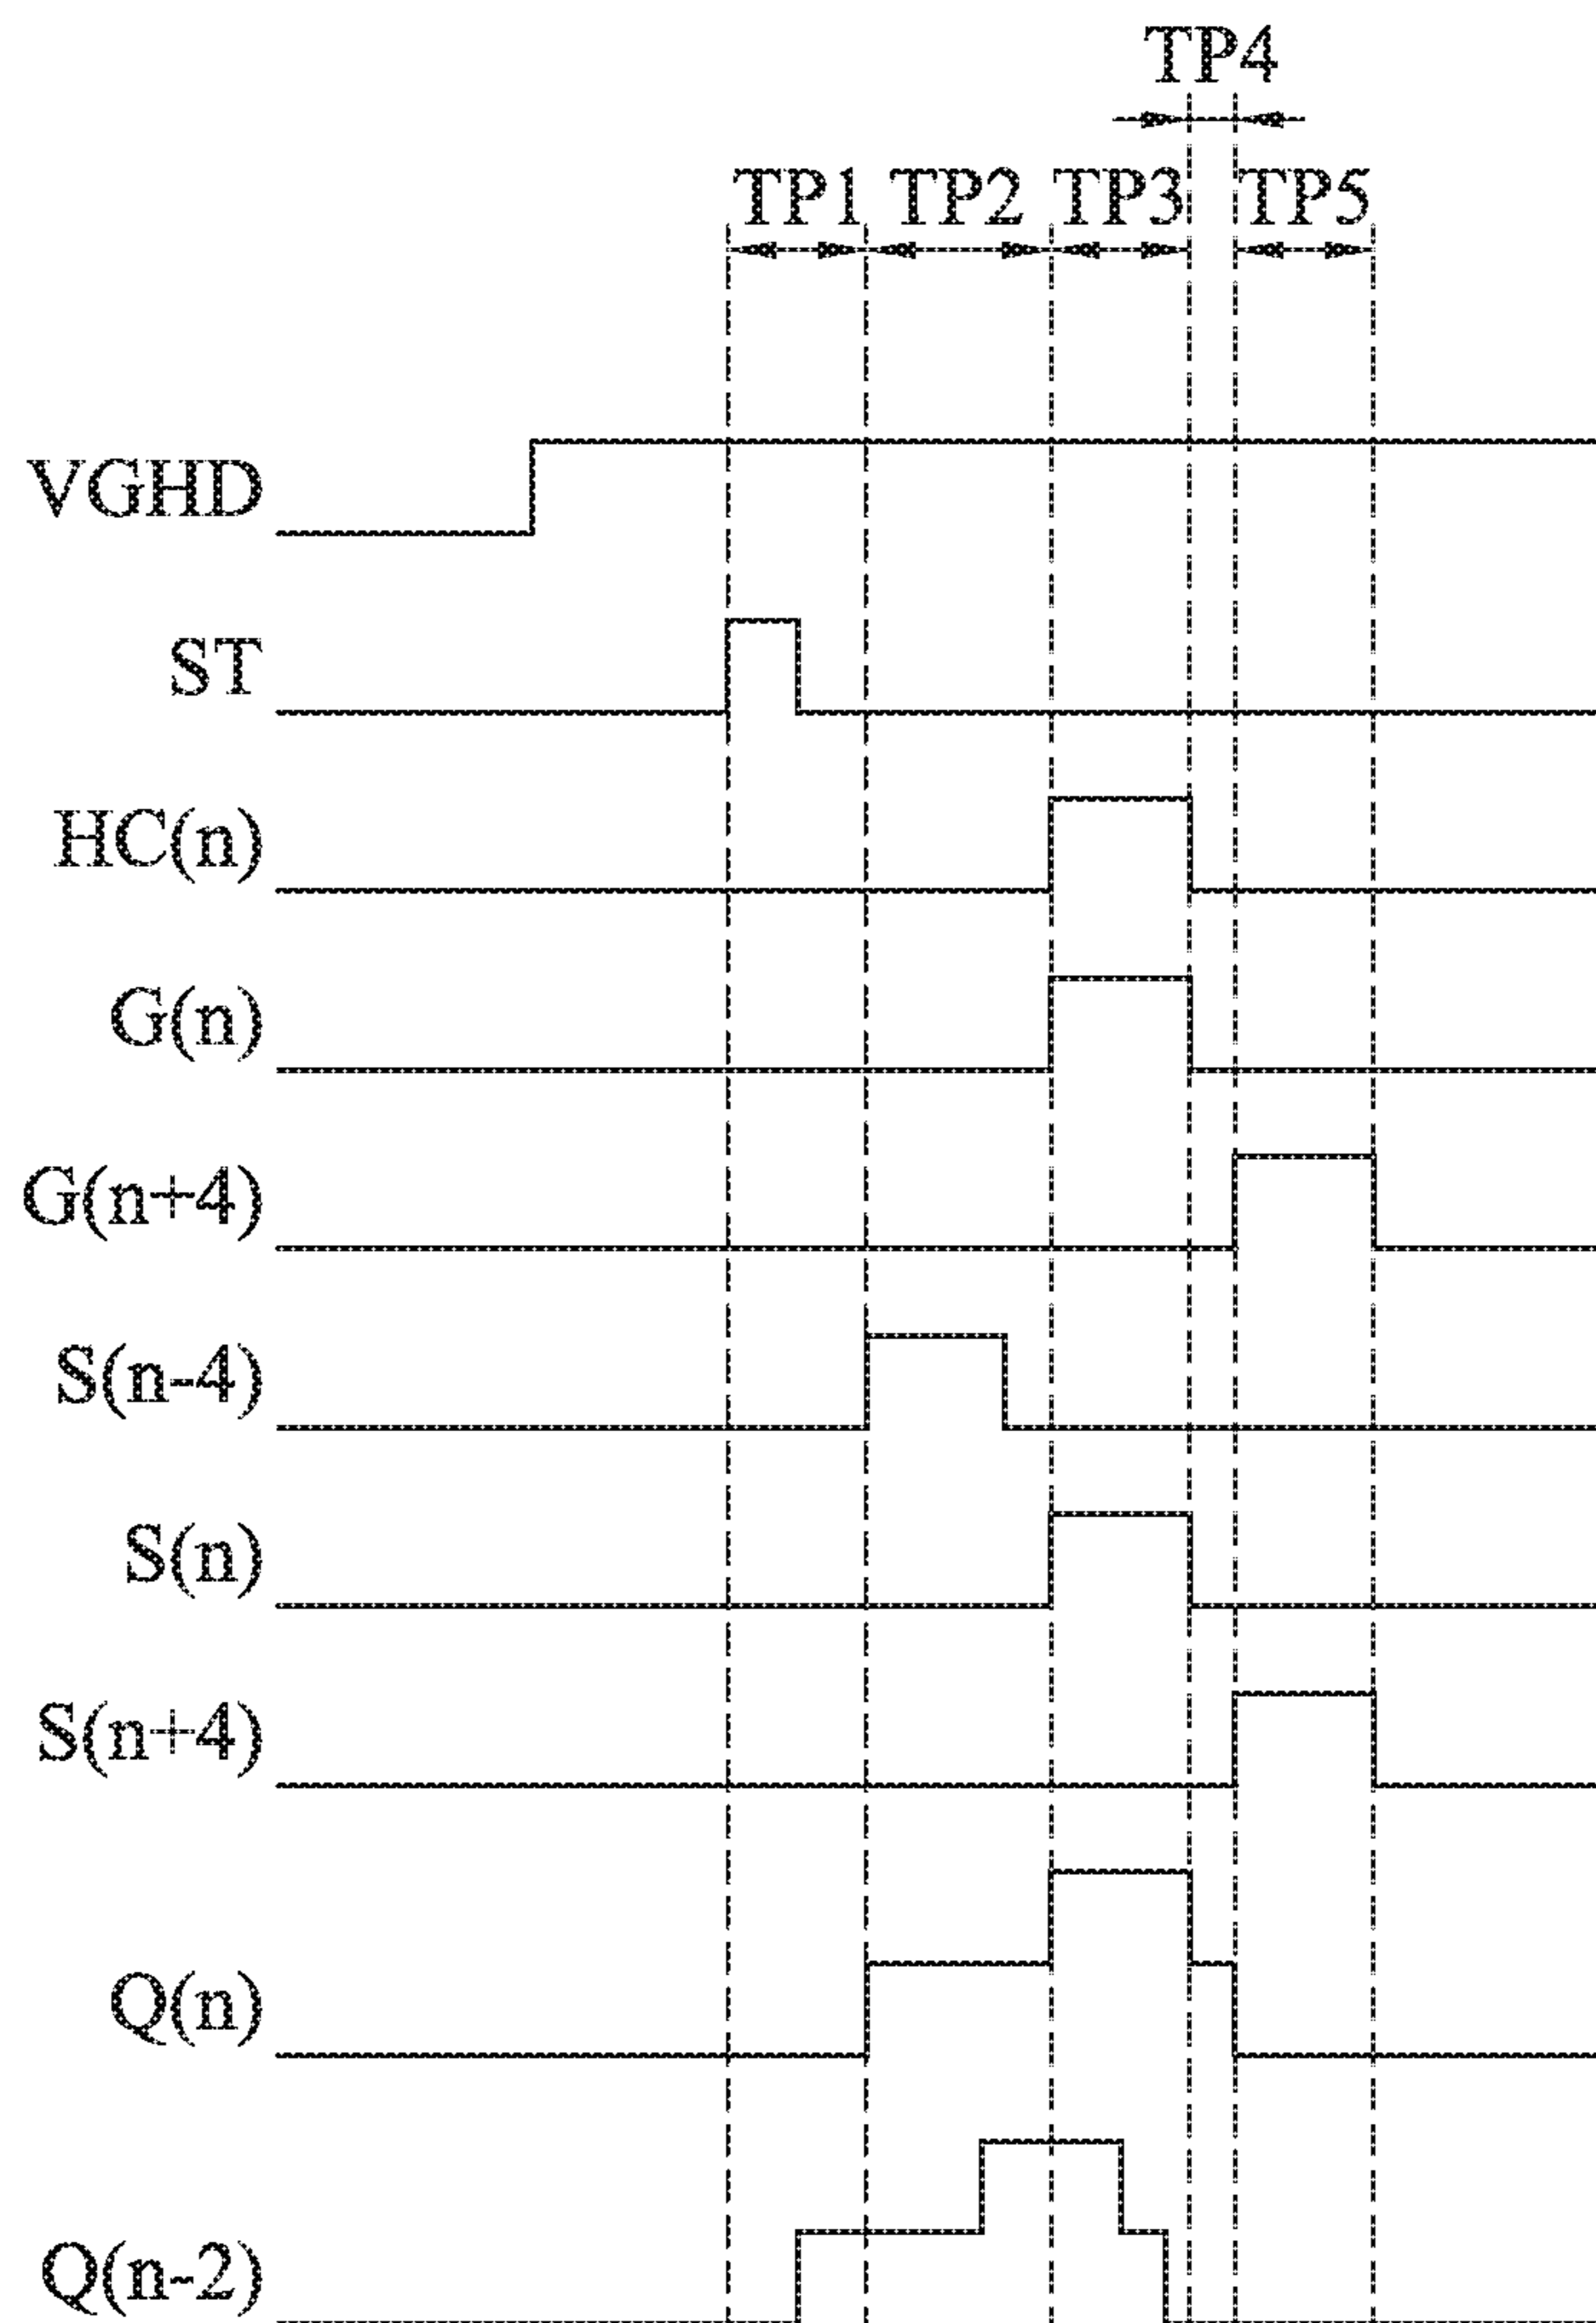 TP4
TP1 TP2 TP3 TP5
VGHD
ST
HC(n)
G(n)
G(n+4)
S(n-4)
S(n)
S(n+4)
Q(n)
Q(n-2)